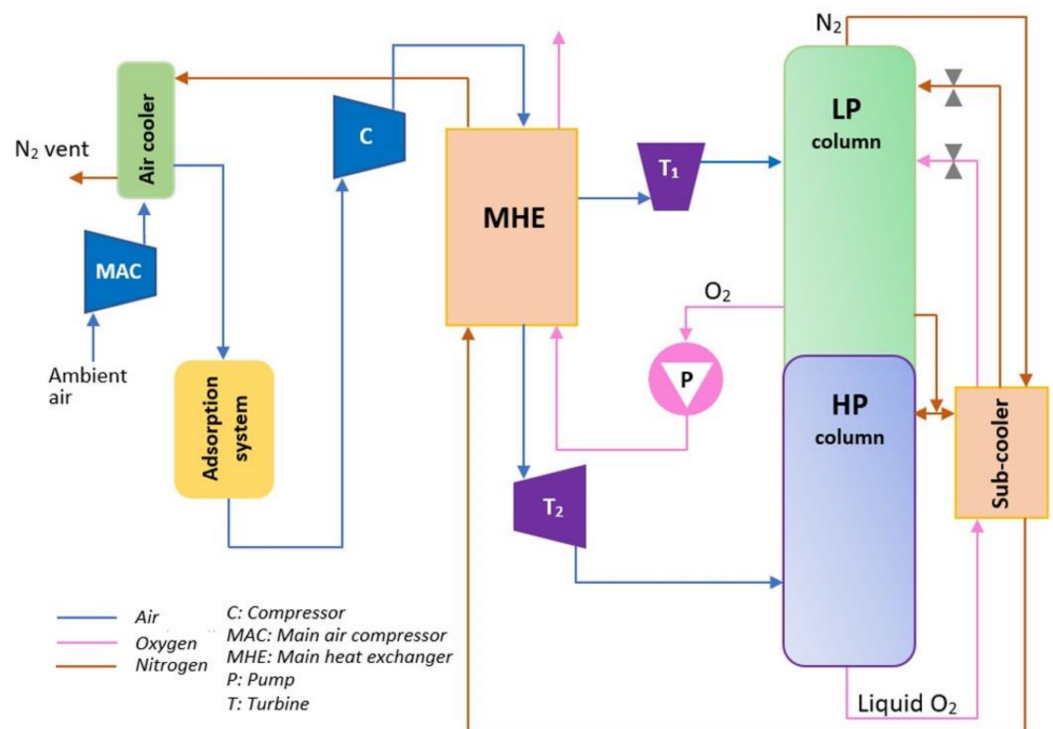 N₂
Air cooler
LP
column
C
N₂ vent
T₁
MHE
MAC
O₂
Ambient
air
P
HP
column
Adsorption
system
Sub-cooler
T₂
Air
Oxygen
Nitrogen
C: Compressor
MAC: Main air compressor
MHE: Main heat exchanger
P: Pump
T: Turbine
Liquid O₂